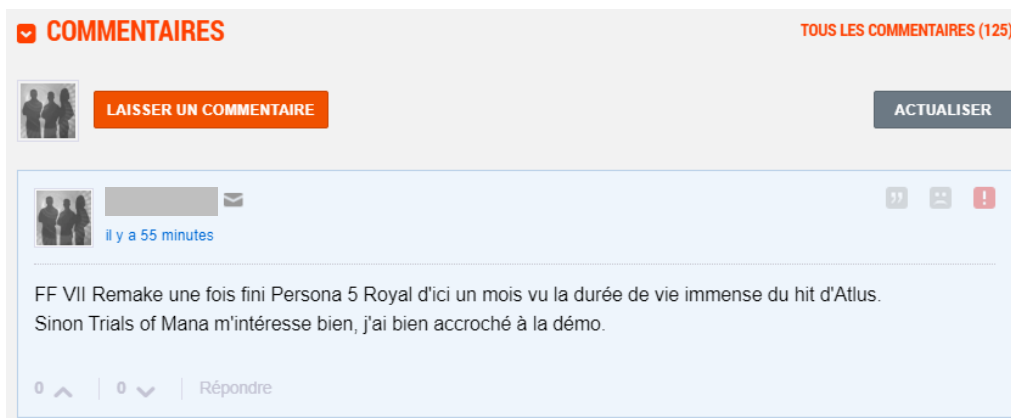 COMMENTAIRES
TOUS LES COMMENTAIRES (125)
LAISSER UN COMMENTAIRE
ACTUALISER
il y a 55 minutes
FF VII Remake une fois fini Persona 5 Royal d'ici un mois vu la durée de vie immense du hit d'Atlus.
Sinon Trials of Mana m'intéresse bien, j'ai bien accroché à la démo.
0 0 Répondre